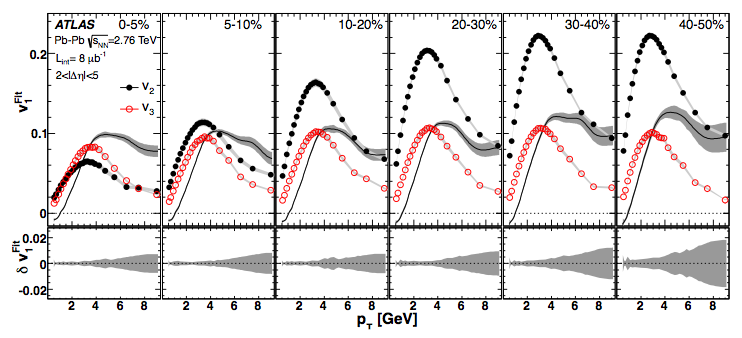 ATLAS 0-5% 5-10% 10-20% 20-30% 30-40% 40-50%
Pb-Pb √sNN=2.76 TeV
Lint= 8 μb-1
2<|Δη|<5
v2
v3
v1Fit
0.2
0.1
0
δ v1Fit
0.02
0
-0.02
2 4 6 8 2 4 6 8 2 4 6 8 2 4 6 8 2 4 6 8 2 4 6 8
pT [GeV]